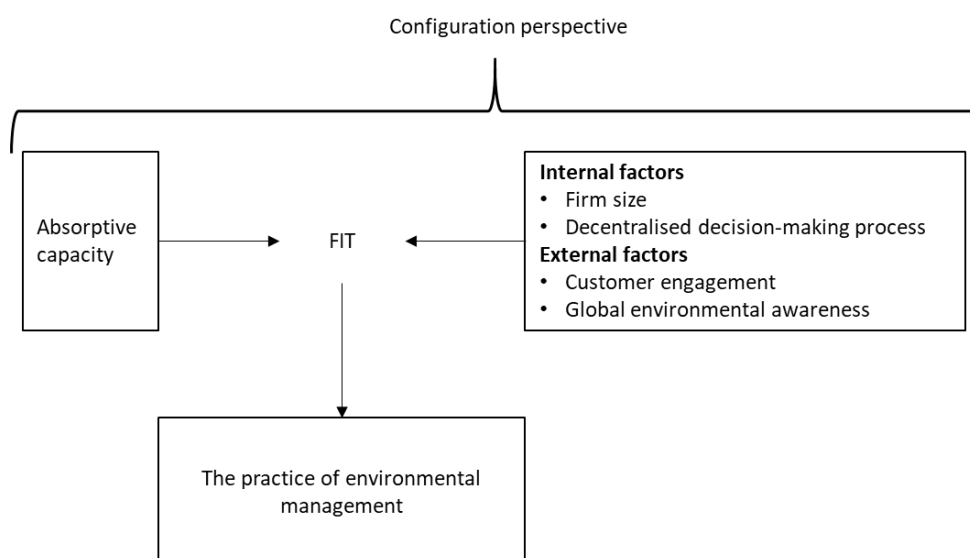 Configuration perspective
Absorptive
capacity
FIT
Internal factors
• Firm size
• Decentralised decision-making process
External factors
• Customer engagement
• Global environmental awareness
The practice of environmental
management